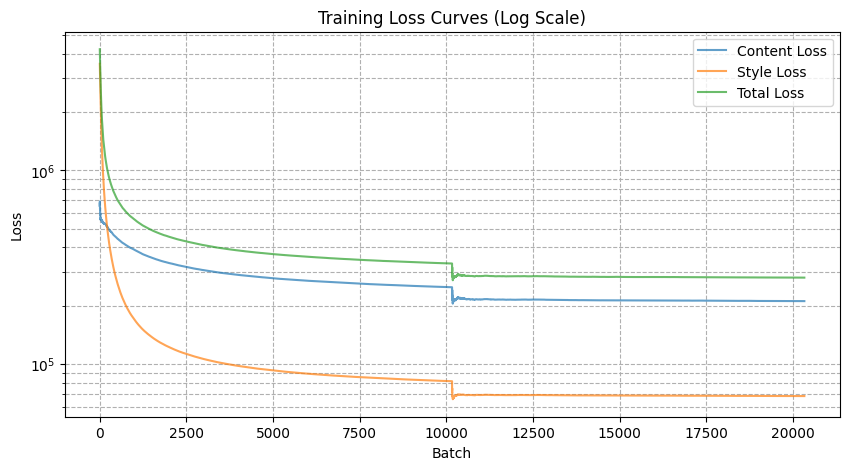 Training Loss Curves (Log Scale)
Content Loss
Style Loss
Total Loss
Loss
10^6
10^5
0 2500 5000 7500 10000 12500 15000 17500 20000
Batch